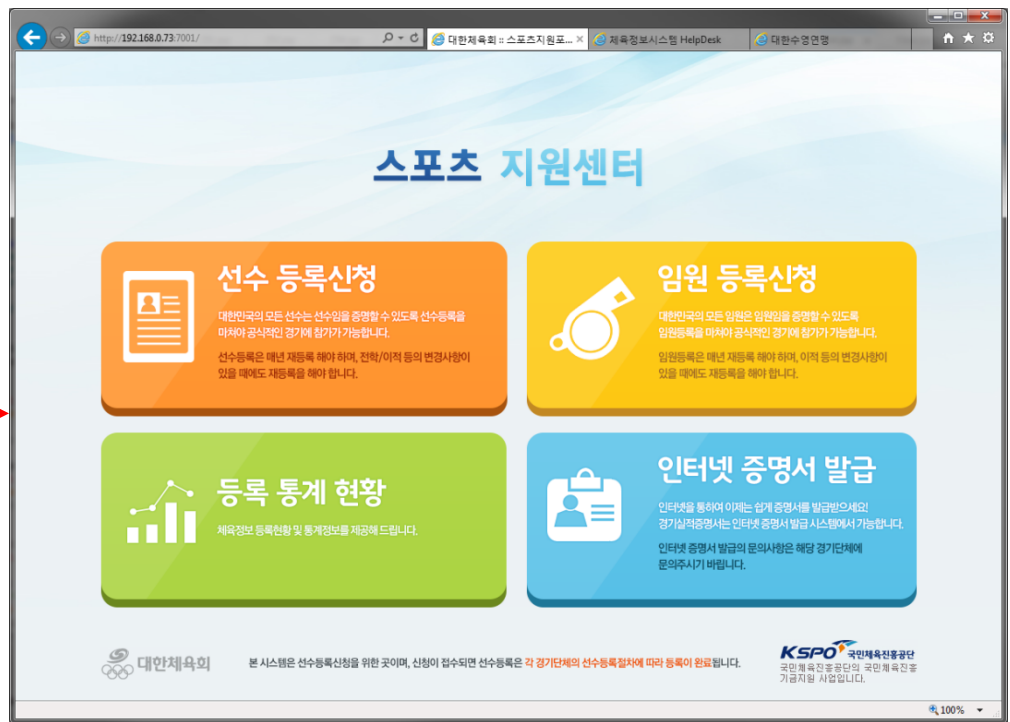 http://192.168.0.73:7001/
대한체육회 :: 스포츠지원포...
체육정보시스템 HelpDesk
대한수영연맹
스포츠 지원센터
선수 등록신청
대한민국의 모든 선수는 선수임을 증명할 수 있도록 선수등록을
마쳐야 공식적인 경기에 참가가 가능합니다.
선수등록은 매년 재등록 해야 하며, 전학/이적 등의 변경사항이
있을 때에도 재등록을 해야 합니다.
임원 등록신청
대한민국의 모든 임원은 임원임을 증명할 수 있도록
임원등록을 마쳐야 공식적인 경기에 참가가 가능합니다.
임원등록은 매년 재등록 해야 하며, 이적 등의 변경사항이
있을 때에도 재등록을 해야 합니다.
등록 통계 현황
체육정보 등록현황 및 통계정보를 제공해 드립니다.
인터넷 증명서 발급
인터넷을 통하여 이제는 쉽게 증명서를 발급받으세요!
경기실적증명서는 인터넷 증명서 발급 시스템에서 가능합니다.
인터넷 증명서 발급의 문의사항은 해당 경기단체에
문의주시기 바랍니다.
대한체육회
본 시스템은 선수등록신청을 위한 곳이며, 신청이 접수되면 선수등록은 각 경기단체의 선수등록절차에 따라 등록이 완료됩니다.
KSPO 국민체육진흥공단
국민체육진흥공단의 국민체육진흥
기금지원 사업입니다.
100%